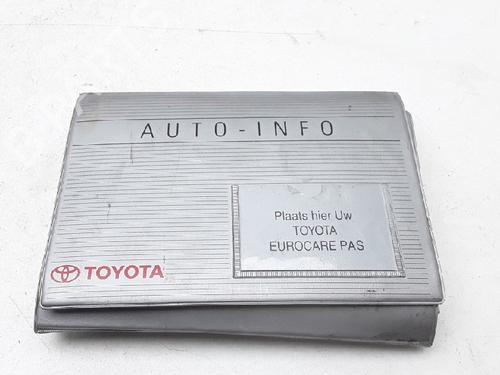 AUTO-INFO
Plaats hier Uw
TOYOTA
EUROCARE PAS
TOYOTA